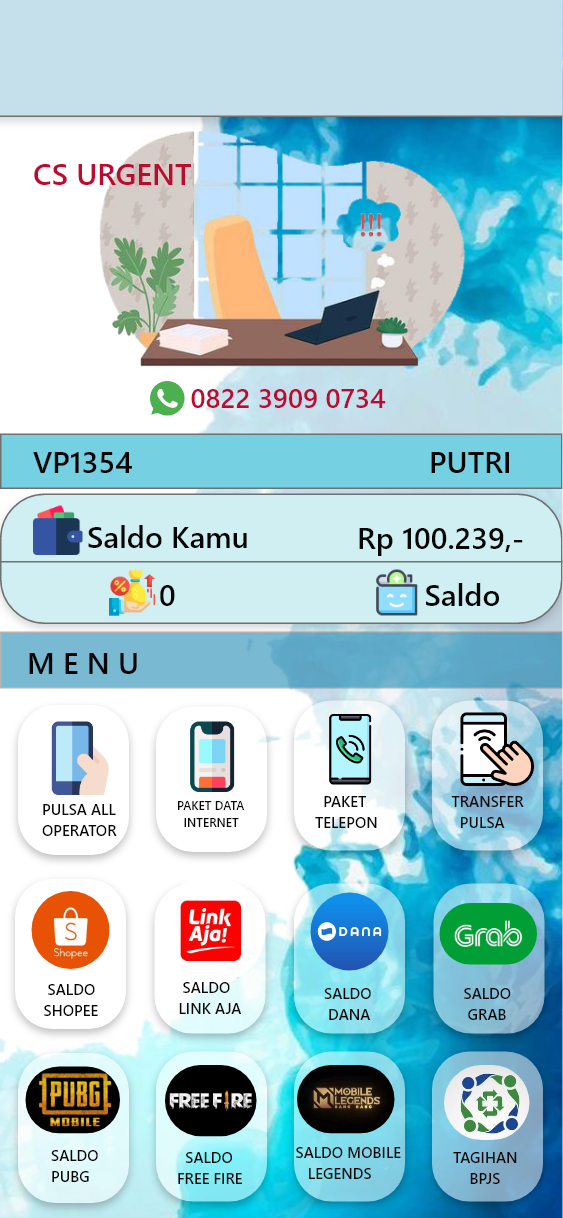 CS URGENT
!!!
0822 3909 0734
VP1354 PUTRI
Saldo Kamu Rp 100.239,-
% 0 Saldo
MENU
PULSA ALL
OPERATOR
PAKET DATA
INTERNET
PAKET
TELEPON
TRANSFER
PULSA
S
Shopee
SALDO
SHOPEE
Link
Aja!
SALDO
LINK AJA
DANA
SALDO
DANA
Grab
SALDO
GRAB
PUBG
MOBILE
SALDO
PUBG
FREE FIRE
SALDO
FREE FIRE
MOBILE
LEGENDS
BANG BANG
SALDO MOBILE
LEGENDS
TAGIHAN
BPJS